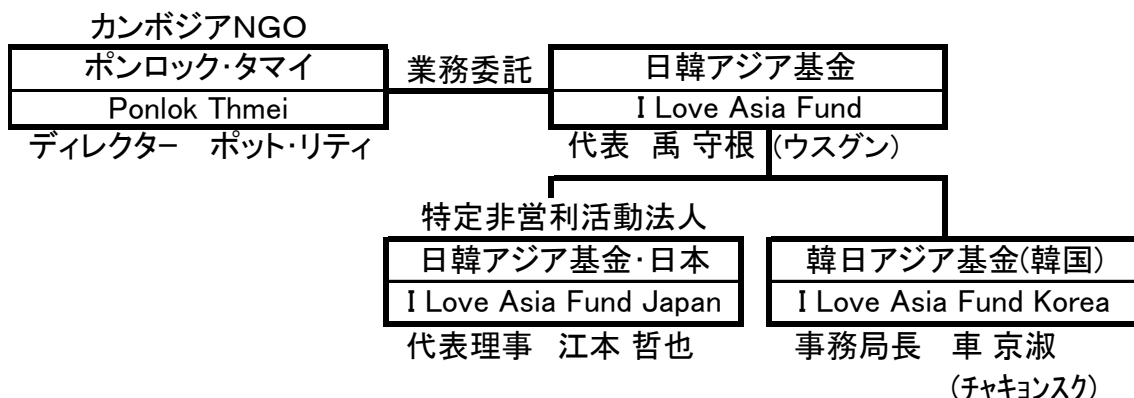 カンボジアNGO
ポンロック・タマイ
Ponlok Thmei
ディレクター ポット・リティ
業務委託
日韓アジア基金
I Love Asia Fund
代表 禹 守根 (ウスグン)
特定非営利活動法人
日韓アジア基金・日本
I Love Asia Fund Japan
代表理事 江本 哲也
韓日アジア基金(韓国)
I Love Asia Fund Korea
事務局長 車 京淑
(チャキョンスク)